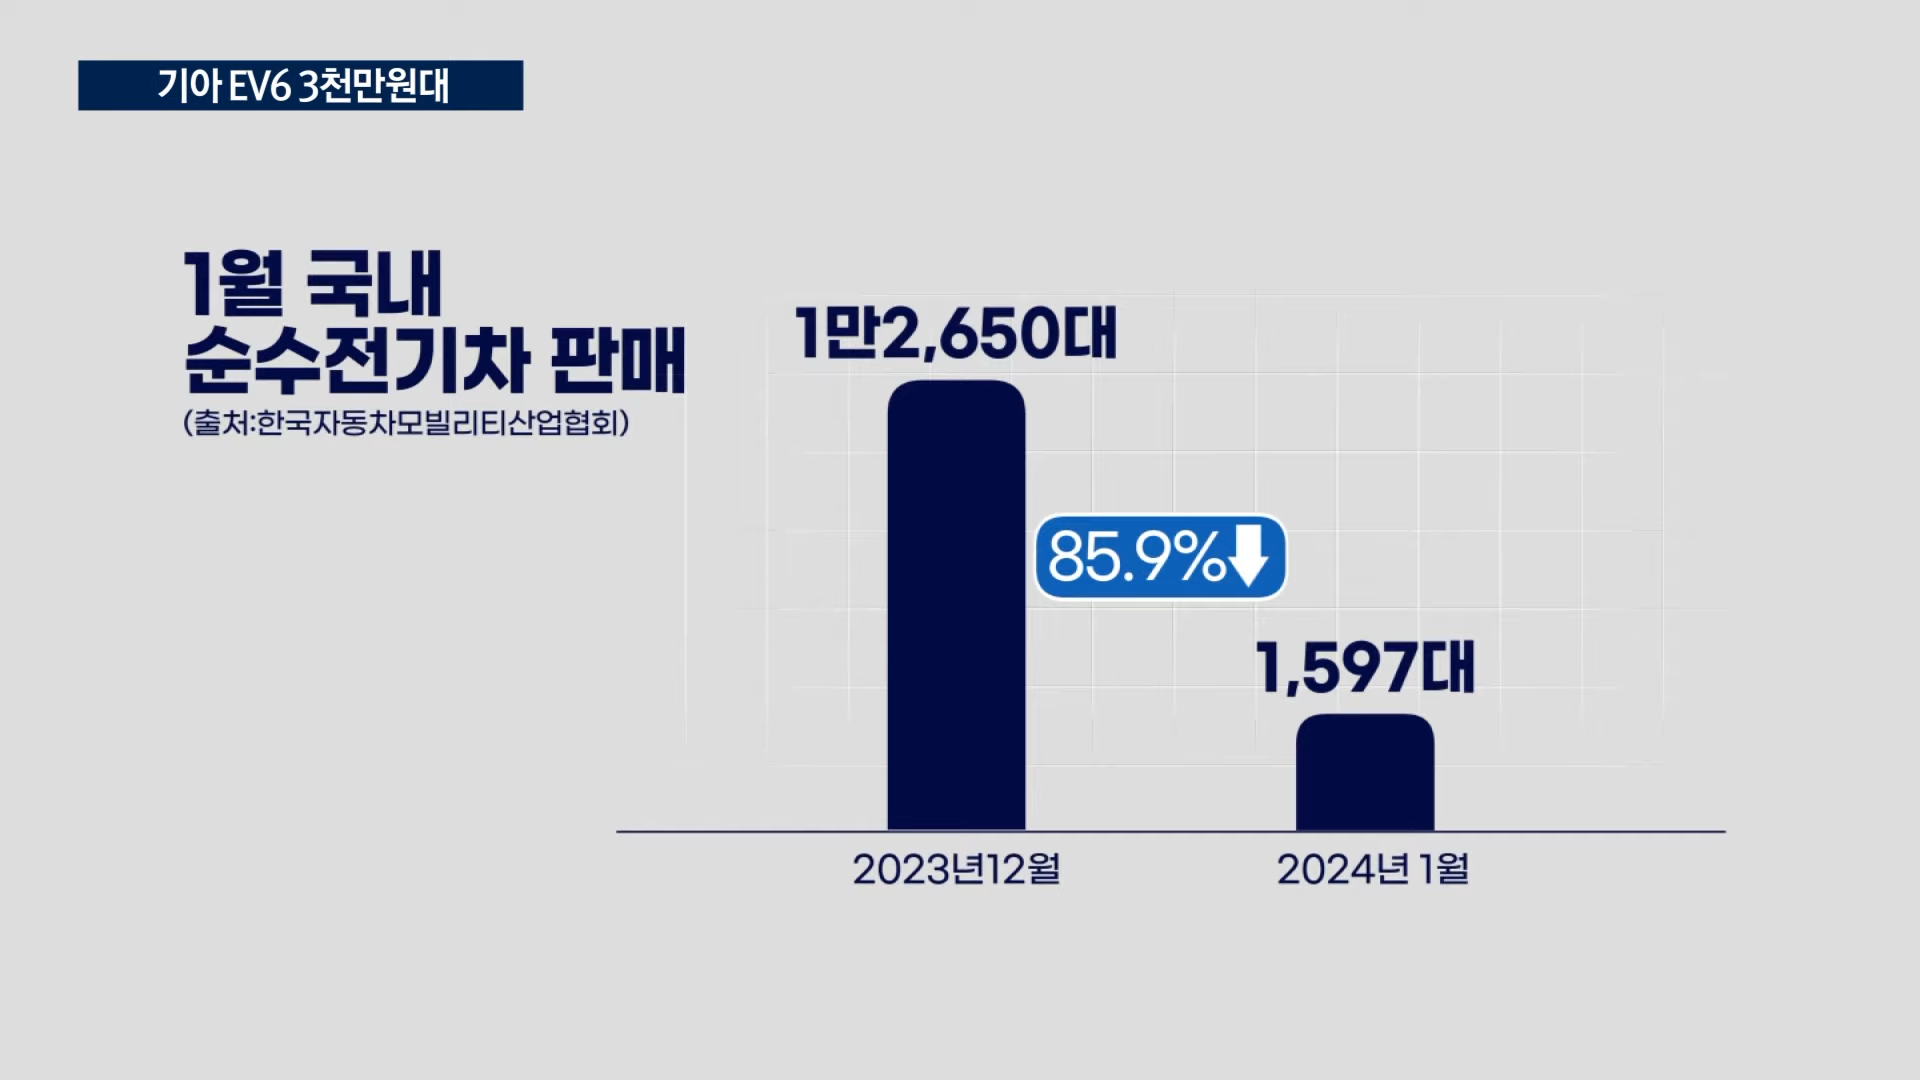 기아 EV6 3천만원대
1월 국내
순수전기차 판매
(출처:한국자동차모빌리티산업협회)
1만2,650대
85.9%
1,597대
2023년12월
2024년 1월